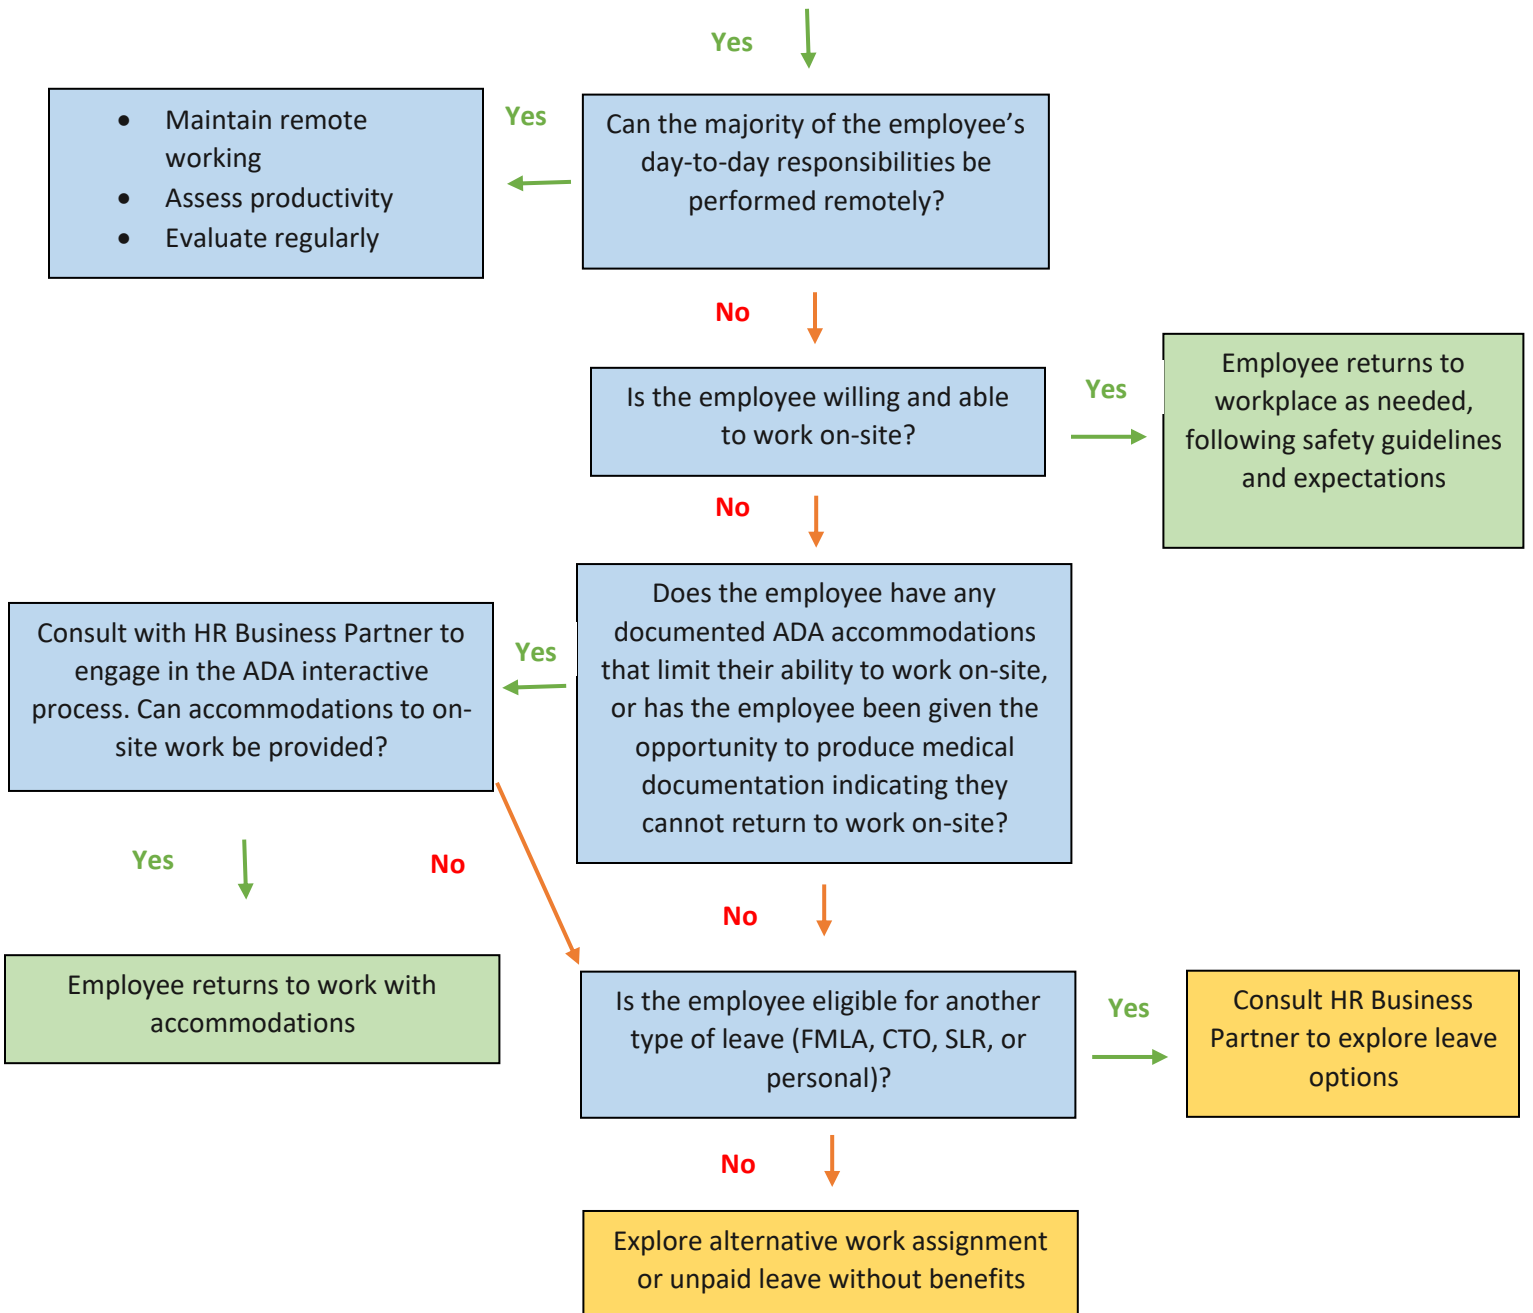 Yes
• Maintain remote
working
• Assess productivity
• Evaluate regularly
Yes
Can the majority of the employee’s
day-to-day responsibilities be
performed remotely?
No
Is the employee willing and able
to work on-site?
Yes
Employee returns to
workplace as needed,
following safety guidelines
and expectations
No
Does the employee have any
documented ADA accommodations
that limit their ability to work on-site,
or has the employee been given the
opportunity to produce medical
documentation indicating they
cannot return to work on-site?
Yes
Consult with HR Business Partner to
engage in the ADA interactive
process. Can accommodations to on-
site work be provided?
Yes
No
No
Employee returns to work with
accommodations
Is the employee eligible for another
type of leave (FMLA, CTO, SLR, or
personal)?
Yes
Consult HR Business
Partner to explore leave
options
No
Explore alternative work assignment
or unpaid leave without benefits